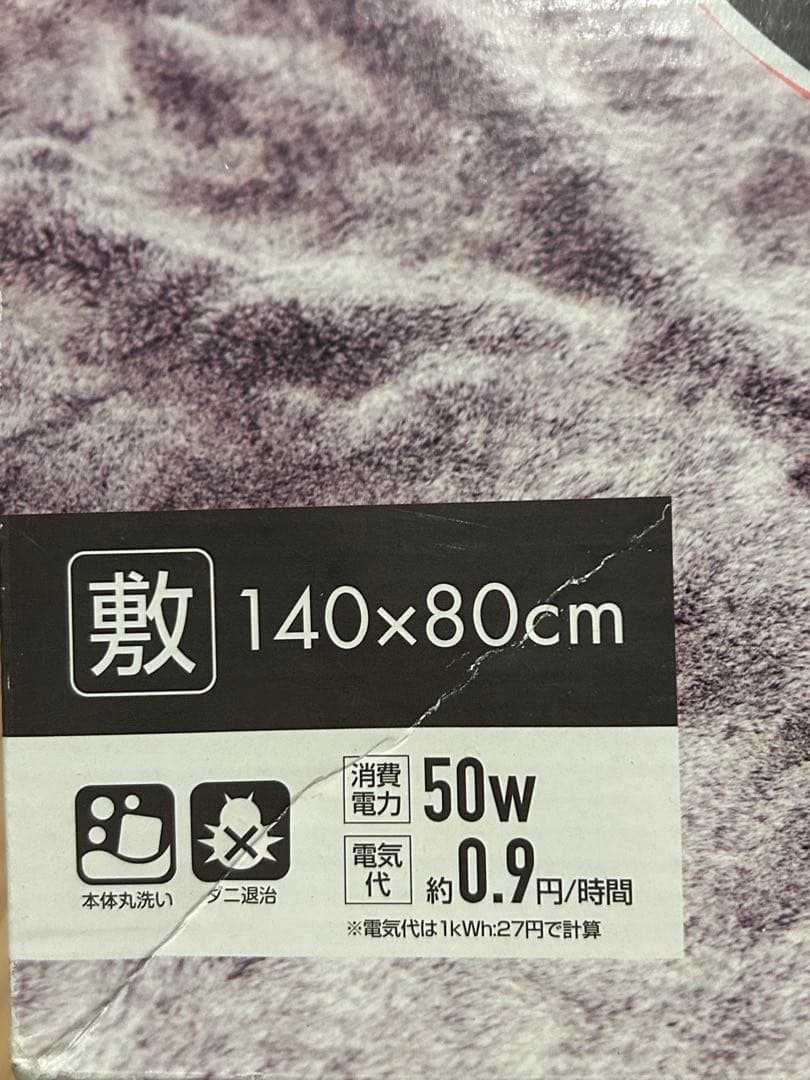 敷 140×80cm
消費電力 50W
電気代 約0.9円/時間
本体丸洗い ダニ退治
※電気代は1kWh:27円で計算